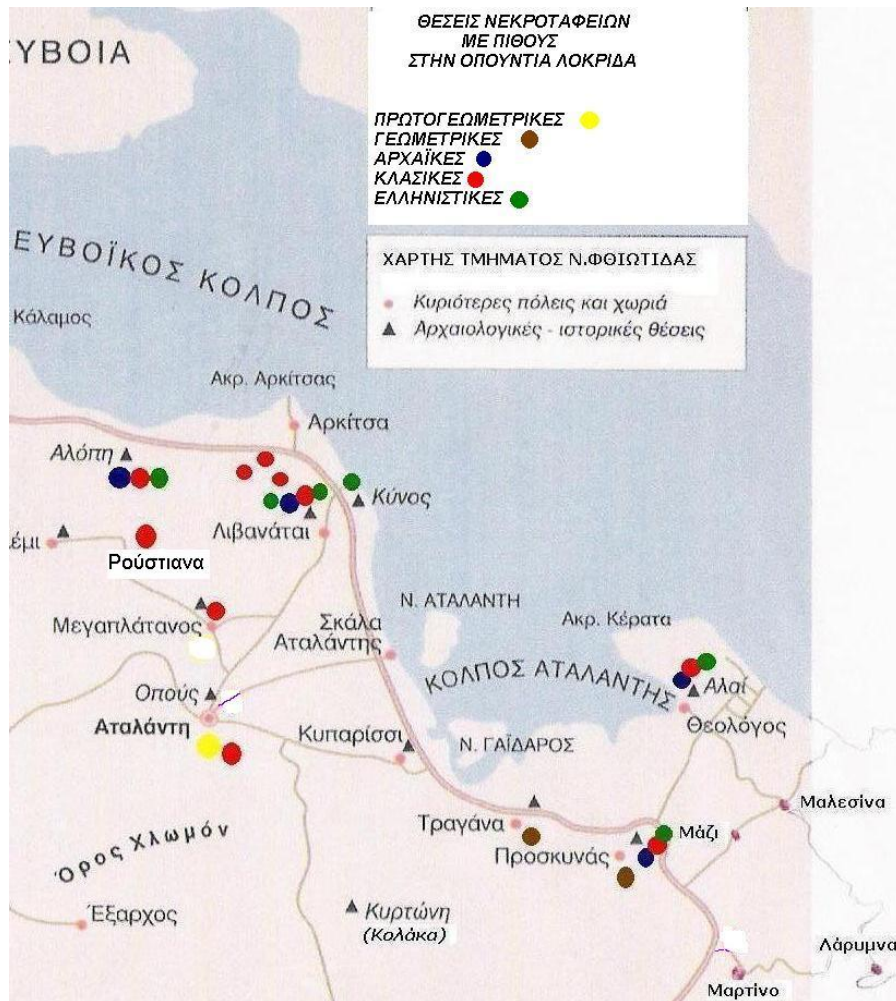 ΘΕΣΕΙΣ ΝΕΚΡΟΤΑΦΕΙΩΝ
ΜΕ ΠΙΘΟΥΣ
ΣΤΗΝ ΟΠΟΥΝΤΙΑ ΛΟΚΡΙΔΑ
ΥΒΟΙΑ
ΠΡΩΤΟΓΕΩΜΕΤΡΙΚΕΣ
ΓΕΩΜΕΤΡΙΚΕΣ
ΑΡΧΑΪΚΕΣ
ΚΛΑΣΙΚΕΣ
ΕΛΛΗΝΙΣΤΙΚΕΣ
ΕΥΒΟΪΚΟΣ ΚΟΛΠΟΣ
ΧΑΡΤΗΣ ΤΜΗΜΑΤΟΣ Ν.ΦΘΙΩΤΙΔΑΣ
Κυριότερες πόλεις και χωριά
Αρχαιολογικές - ιστορικές θέσεις
Κάλαμος
Ακρ. Αρκίτσας
Αρκίτσα
Αλόπη
Κύνος
Λιβανάται
έμι
Ρούστιανα
Ν. ΑΤΑΛΑΝΤΗ
Ακρ. Κέρατα
Μεγαπλάτανος
Σκάλα
Αταλάντης
ΚΟΛΠΟΣ ΑΤΑΛΑΝΤΗΣ
Αλαί
Οπούς
Θεολόγος
Αταλάντη
Κυπαρίσσι
Ν. ΓΑΪΔΑΡΟΣ
Μαλεσίνα
Τραγάνα
Μάζι
Προσκυνάς
Όρος Χλωμόν
Έξαρχος
Κυρτώνη
(Κολάκα)
Λάρυμνα
Μαρτίνο